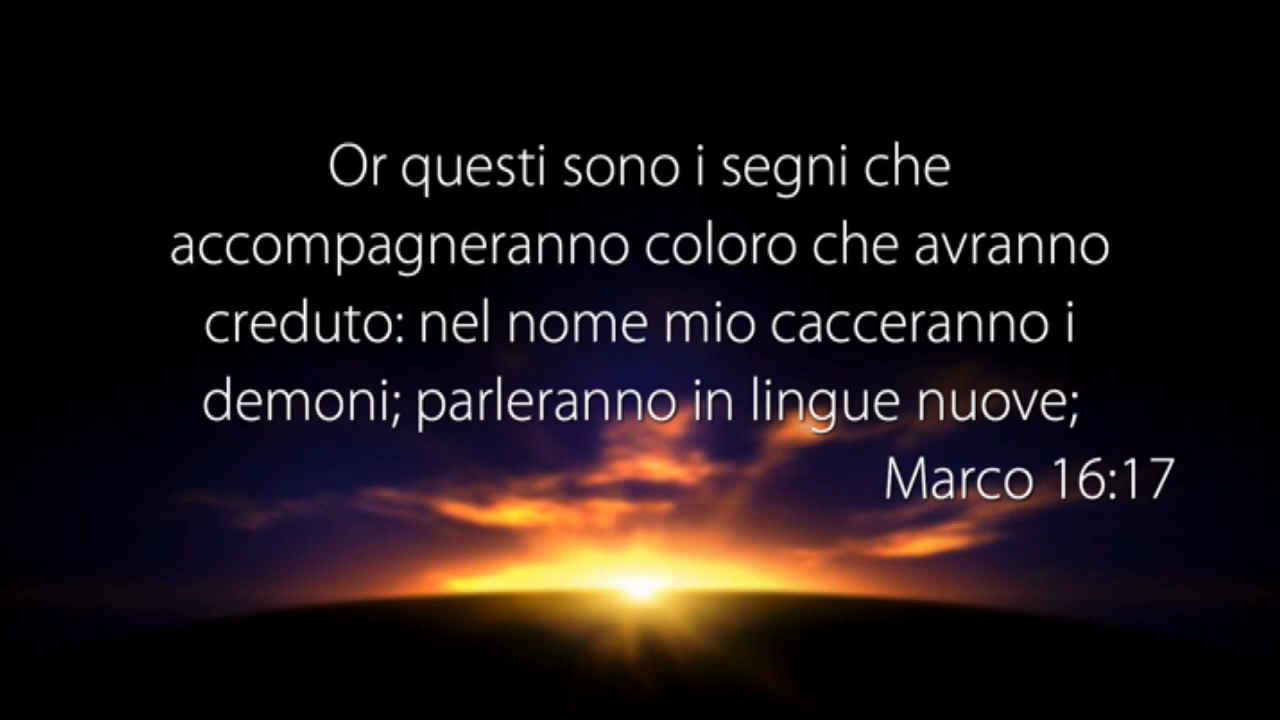 Or questi sono i segni che
accompagneranno coloro che avranno
creduto: nel nome mio cacceranno i
demoni; parleranno in lingue nuove;
Marco 16:17